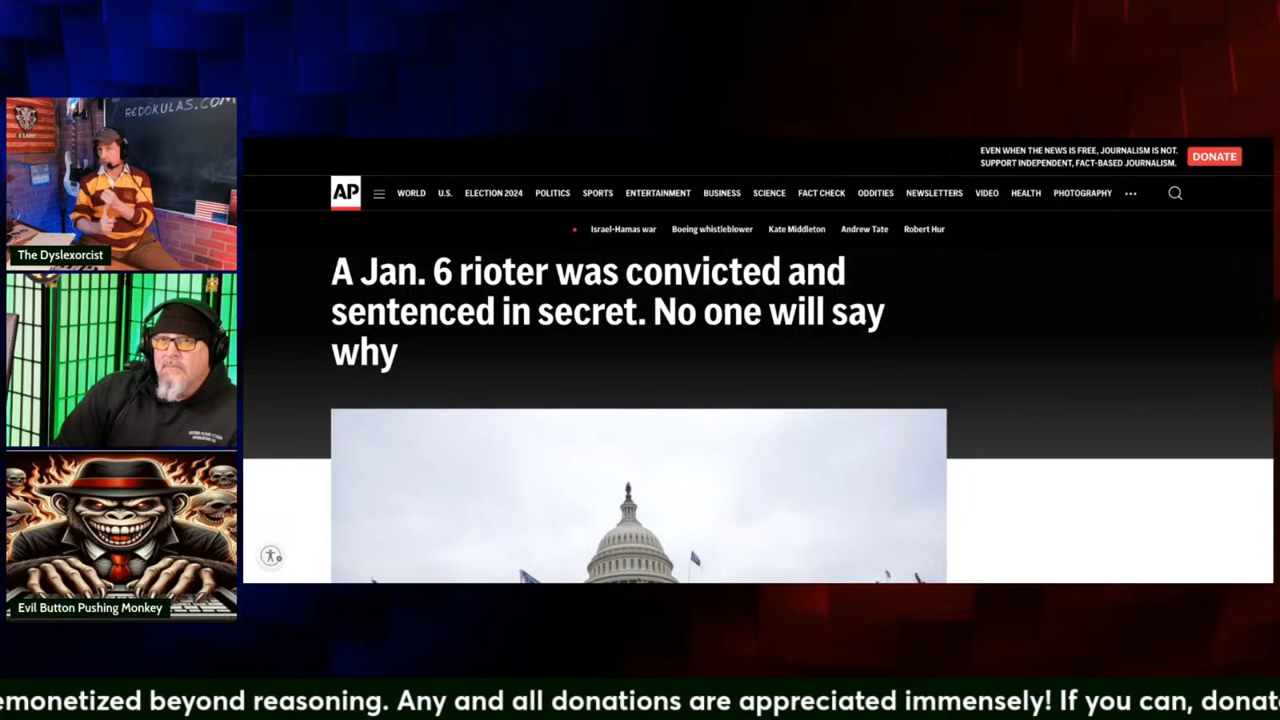 REDOKULAS.COM
The Dyslexorcist
Evil Button Pushing Monkey
EVEN WHEN THE NEWS IS FREE, JOURNALISM IS NOT.
SUPPORT INDEPENDENT, FACT-BASED JOURNALISM.
DONATE
AP
WORLD U.S. ELECTION 2024 POLITICS SPORTS ENTERTAINMENT BUSINESS SCIENCE FACT CHECK ODDITIES NEWSLETTERS VIDEO HEALTH PHOTOGRAPHY
Israel-Hamas war Boeing whistleblower Kate Middleton Andrew Tate Robert Hur
A Jan. 6 rioter was convicted and
sentenced in secret. No one will say
why
emonetized beyond reasoning. Any and all donations are appreciated immensely! If you can, donat